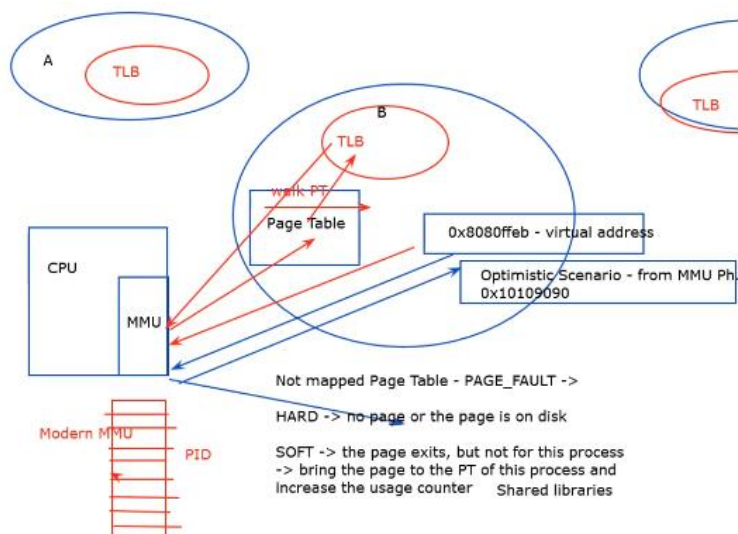 A
TLB
B
TLB
TLB
walk PT
Page Table
0x8080ffeb - virtual address
CPU
Optimistic Scenario - from MMU Ph.
0x10109090
MMU
Not mapped Page Table - PAGE_FAULT ->
HARD -> no page or the page is on disk
Modern MMU
PID
SOFT -> the page exits, but not for this process
-> bring the page to the PT of this process and
increase the usage counter
Shared libraries